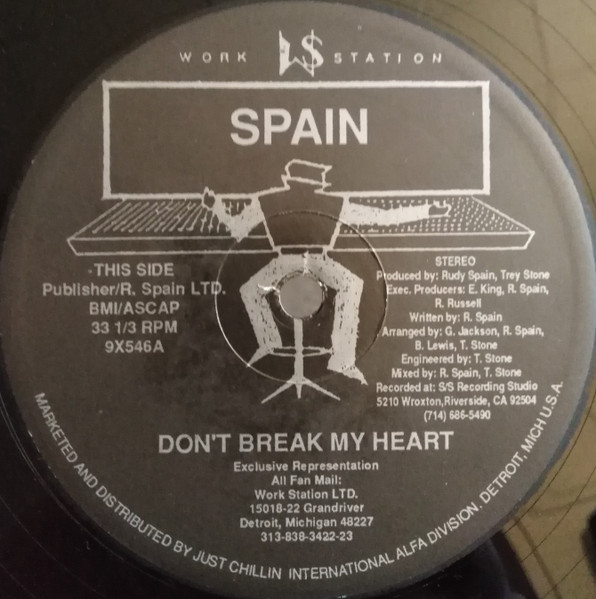 WORK WS STATION
SPAIN
-THIS SIDE
Publisher/R. Spain LTD.
BMI/ASCAP
33 1/3 RPM
9X546A
STEREO
Produced by: Rudy Spain, Trey Stone
Exec. Producers: E. King, R. Spain,
R. Russell
Written by: R. Spain
Arranged by: G. Jackson, R. Spain,
B. Lewis, T. Stone
Engineered by: T. Stone
Mixed by: R. Spain, T. Stone
Recorded at: S/S Recording Studio
5210 Wroxton,Riverside, CA 92504
(714) 686-5490
DON'T BREAK MY HEART
Exclusive Representation
All Fan Mail:
Work Station LTD.
15018-22 Grandriver
Detroit, Michigan 48227
313-838-3422-23
MARKETED AND DISTRIBUTED BY JUST CHILLIN INTERNATIONAL ALFA DIVISION. DETROIT, MICH U.S.A.